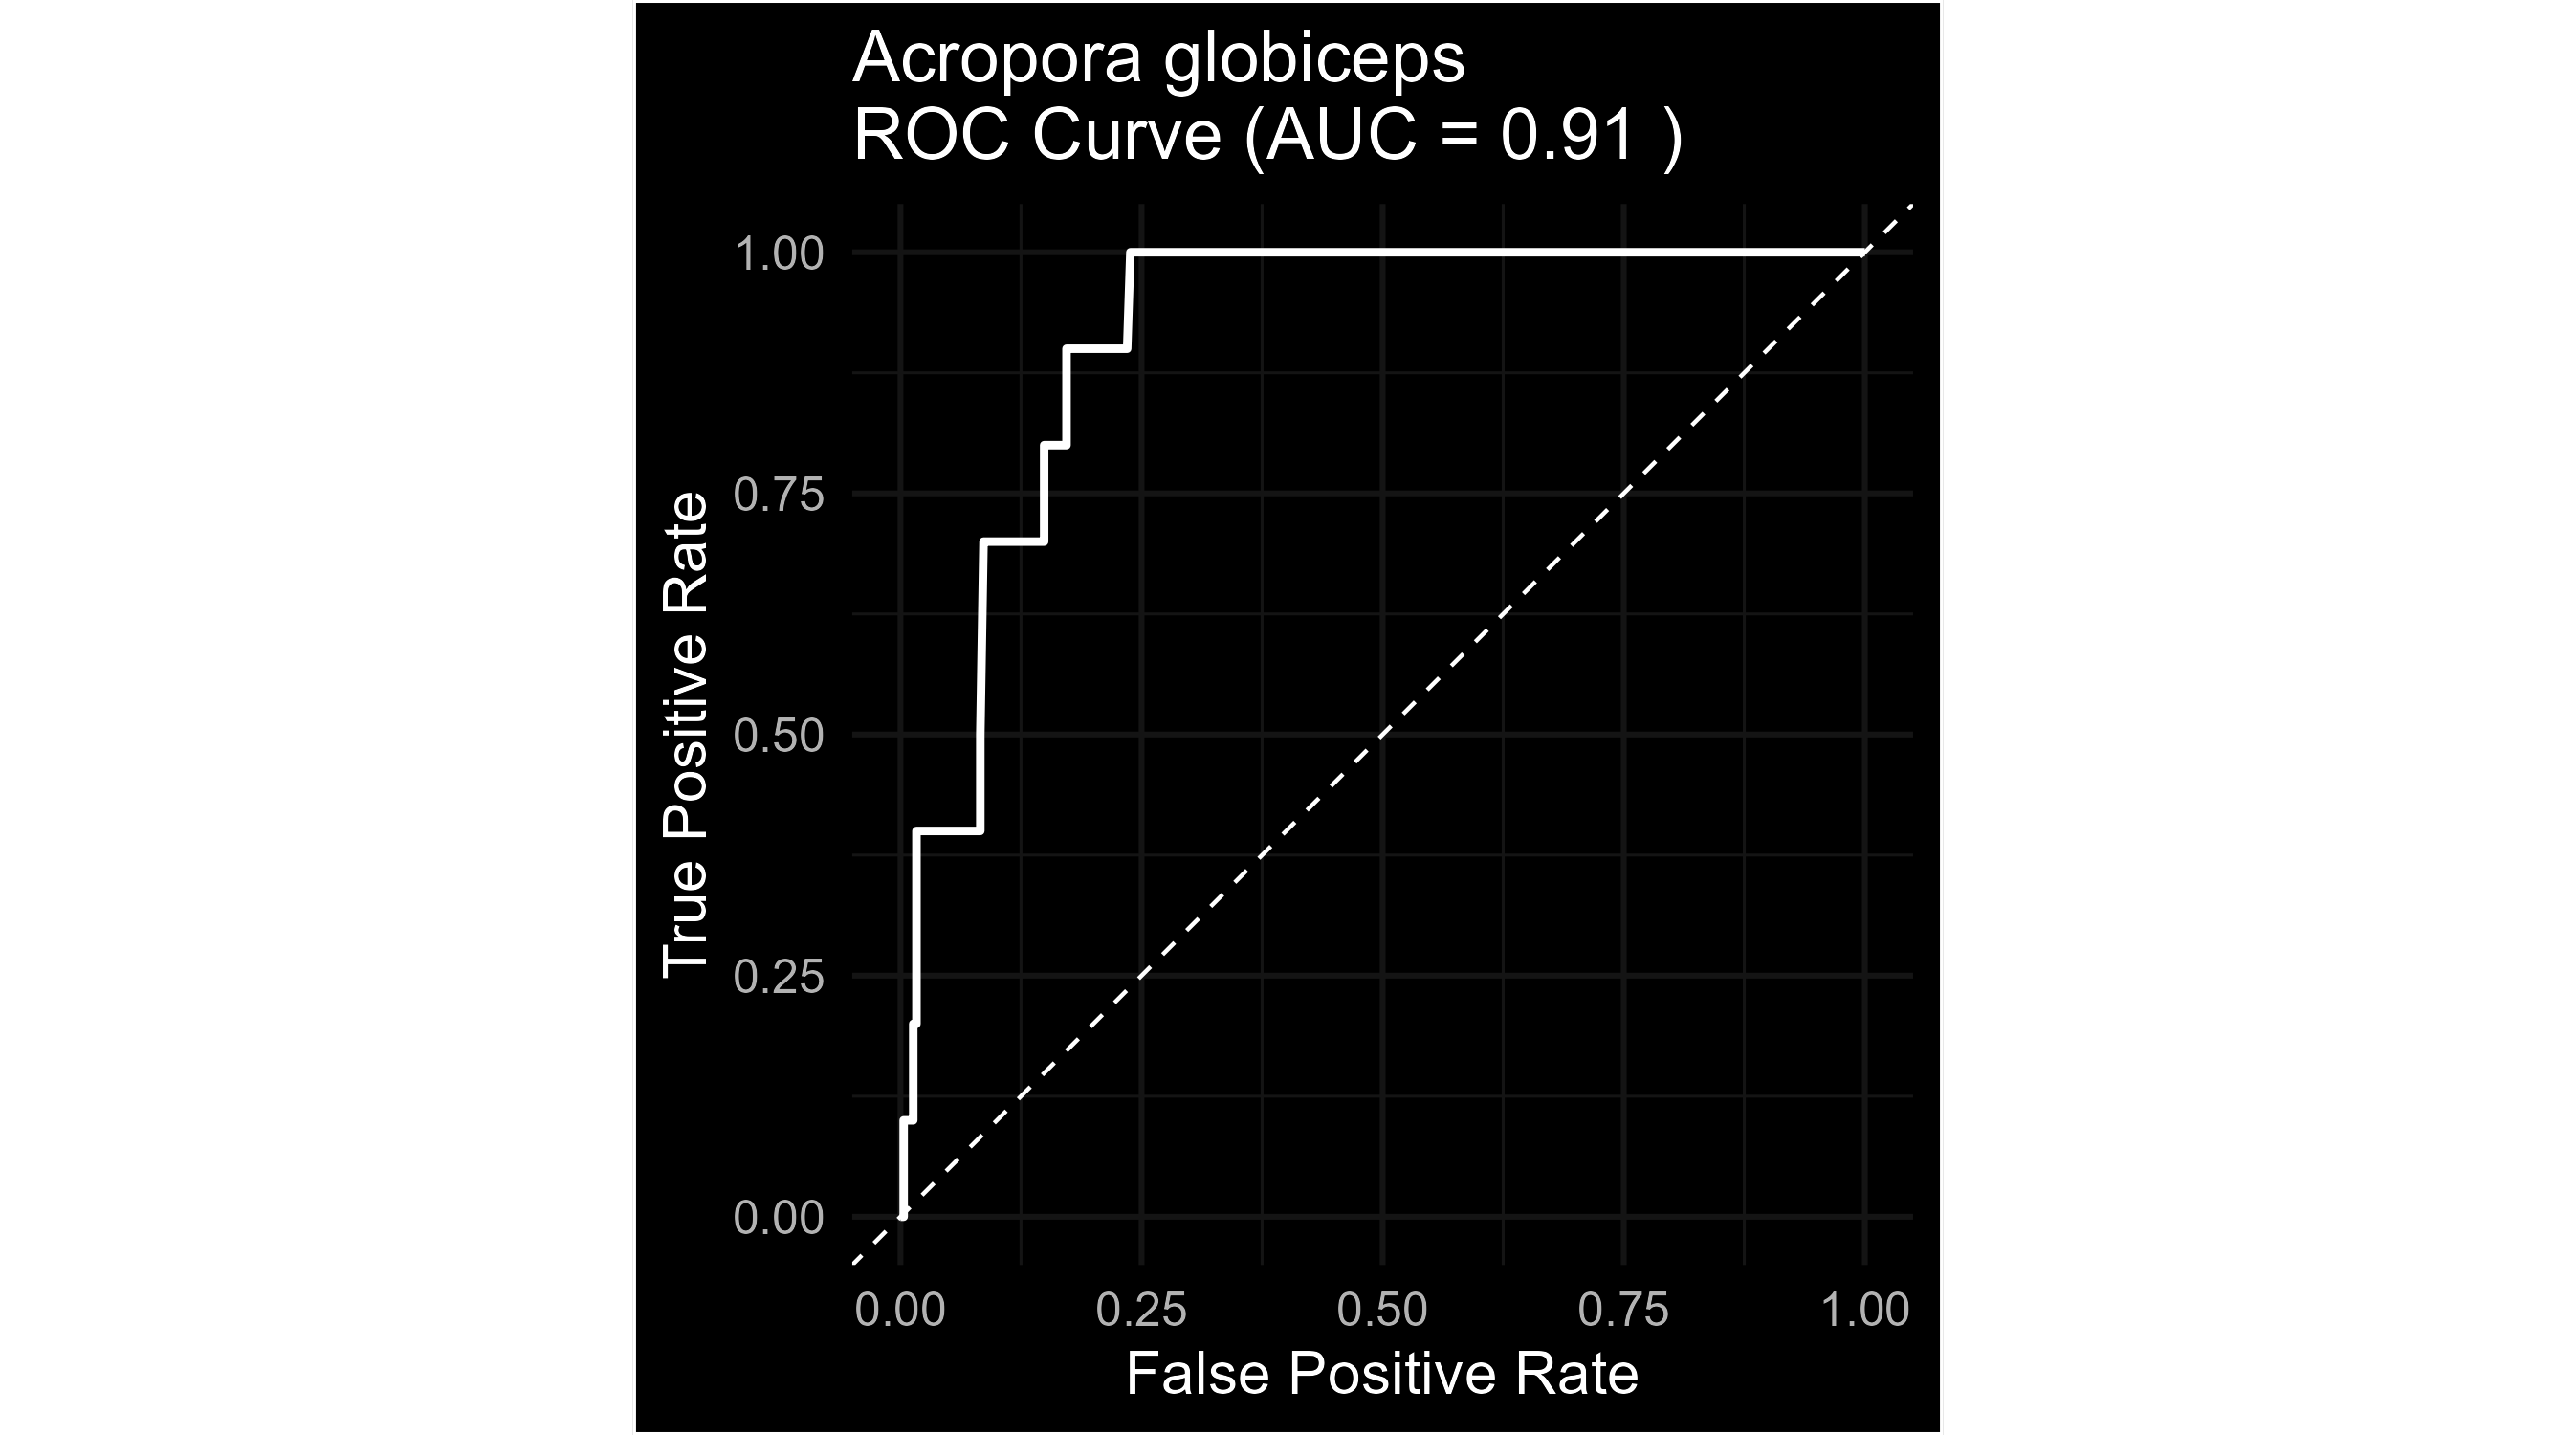 Acropora globiceps
ROC Curve (AUC = 0.91 )
True Positive Rate
1.00
0.75
0.50
0.25
0.00
0.00 0.25 0.50 0.75 1.00
False Positive Rate